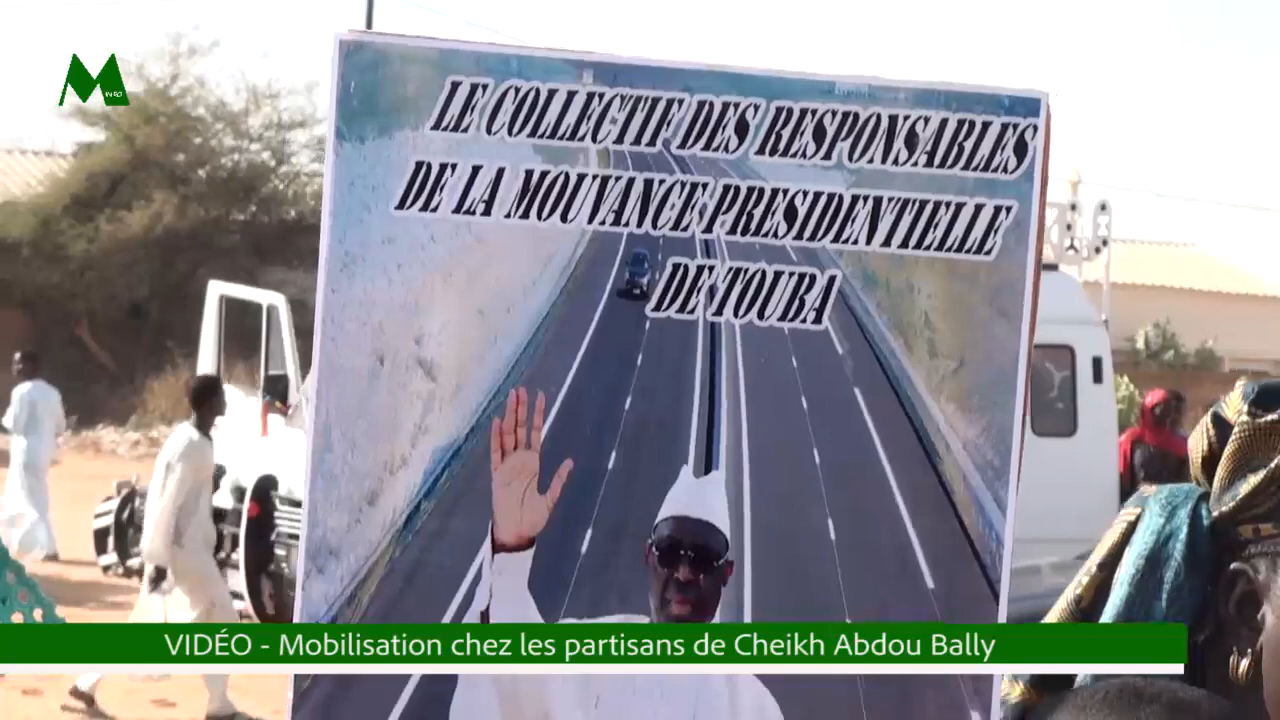 M
INFO
LE COLLECTIF DES RESPONSABLES
DE LA MOUVANCE PRESIDENTIELLE
DE TOUBA
VIDÉO - Mobilisation chez les partisans de Cheikh Abdou Bally